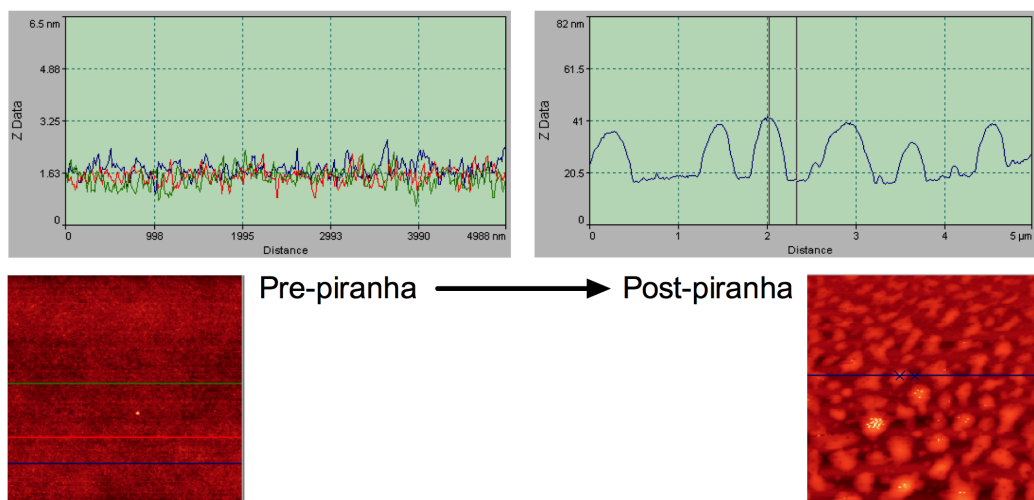 6.5 nm
4.88
3.25
1.63
0
Z Data
0 998 1995 2993 3990 4988 nm
Distance
82 nm
61.5
41
20.5
0
Z Data
0 1 2 3 4 5 µm
Distance
Pre-piranha
Post-piranha